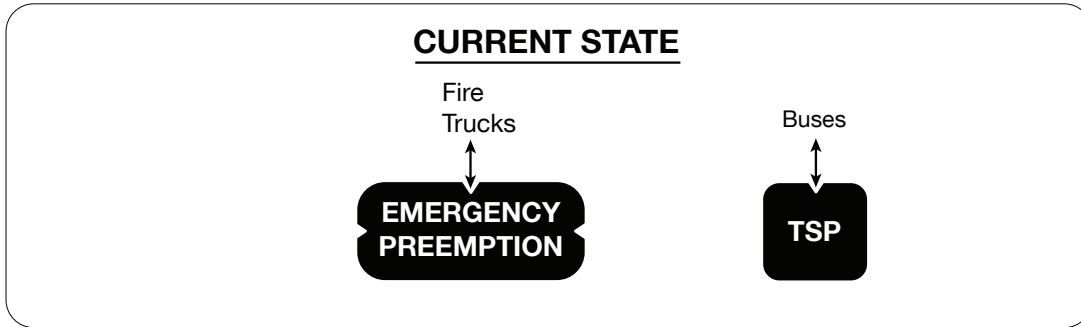 CURRENT STATE
Fire
Trucks
Buses
EMERGENCY
PREEMPTION
TSP